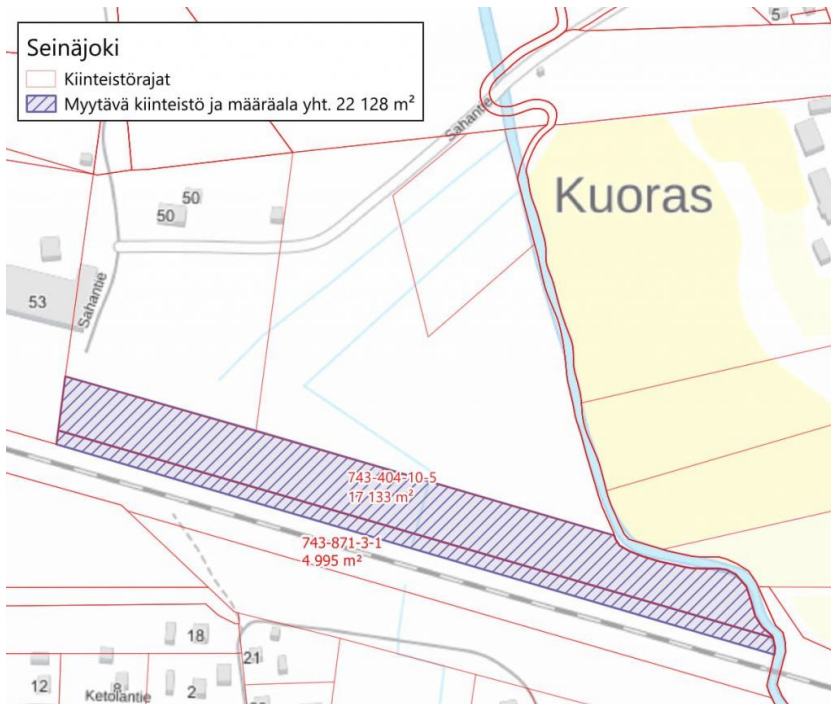 Seinäjoki
Kiinteistörajat
Myytävä kiinteistö ja määräala yht. 22 128 m²
5
Sahantie
Kuoras
50
50
53
Sahantie
743-404-10-5
17 133 m²
743-871-3-1
4 995 m²
18
21
12
8
2
Ketolantie